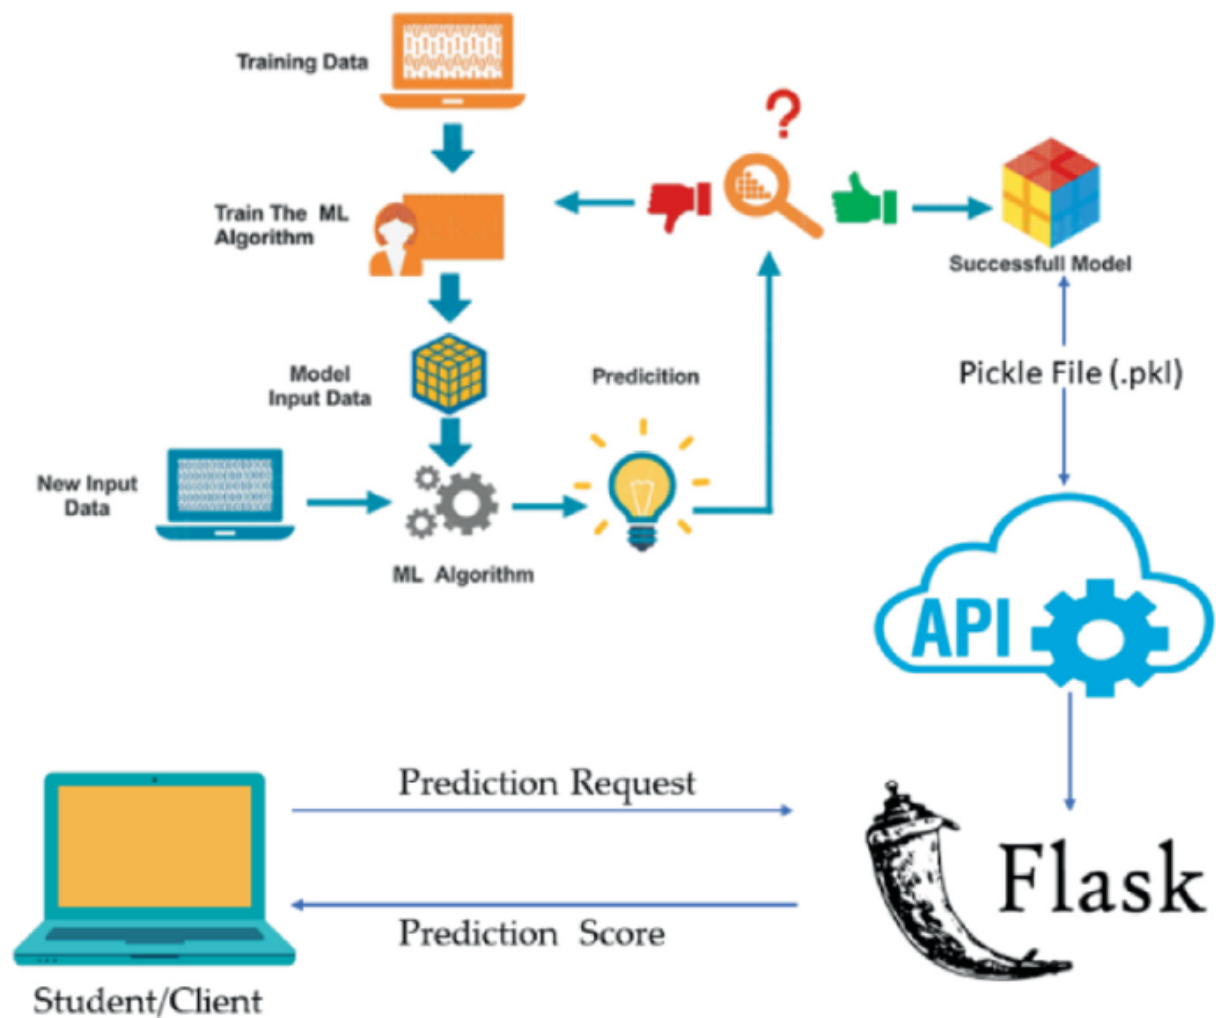 Training Data
?
Train The ML
Algorithm
Successfull Model
Model
Input Data
Predicition
Pickle File (.pkl)
New Input
Data
ML Algorithm
API
Prediction Request
Flask
Prediction Score
Student/Client